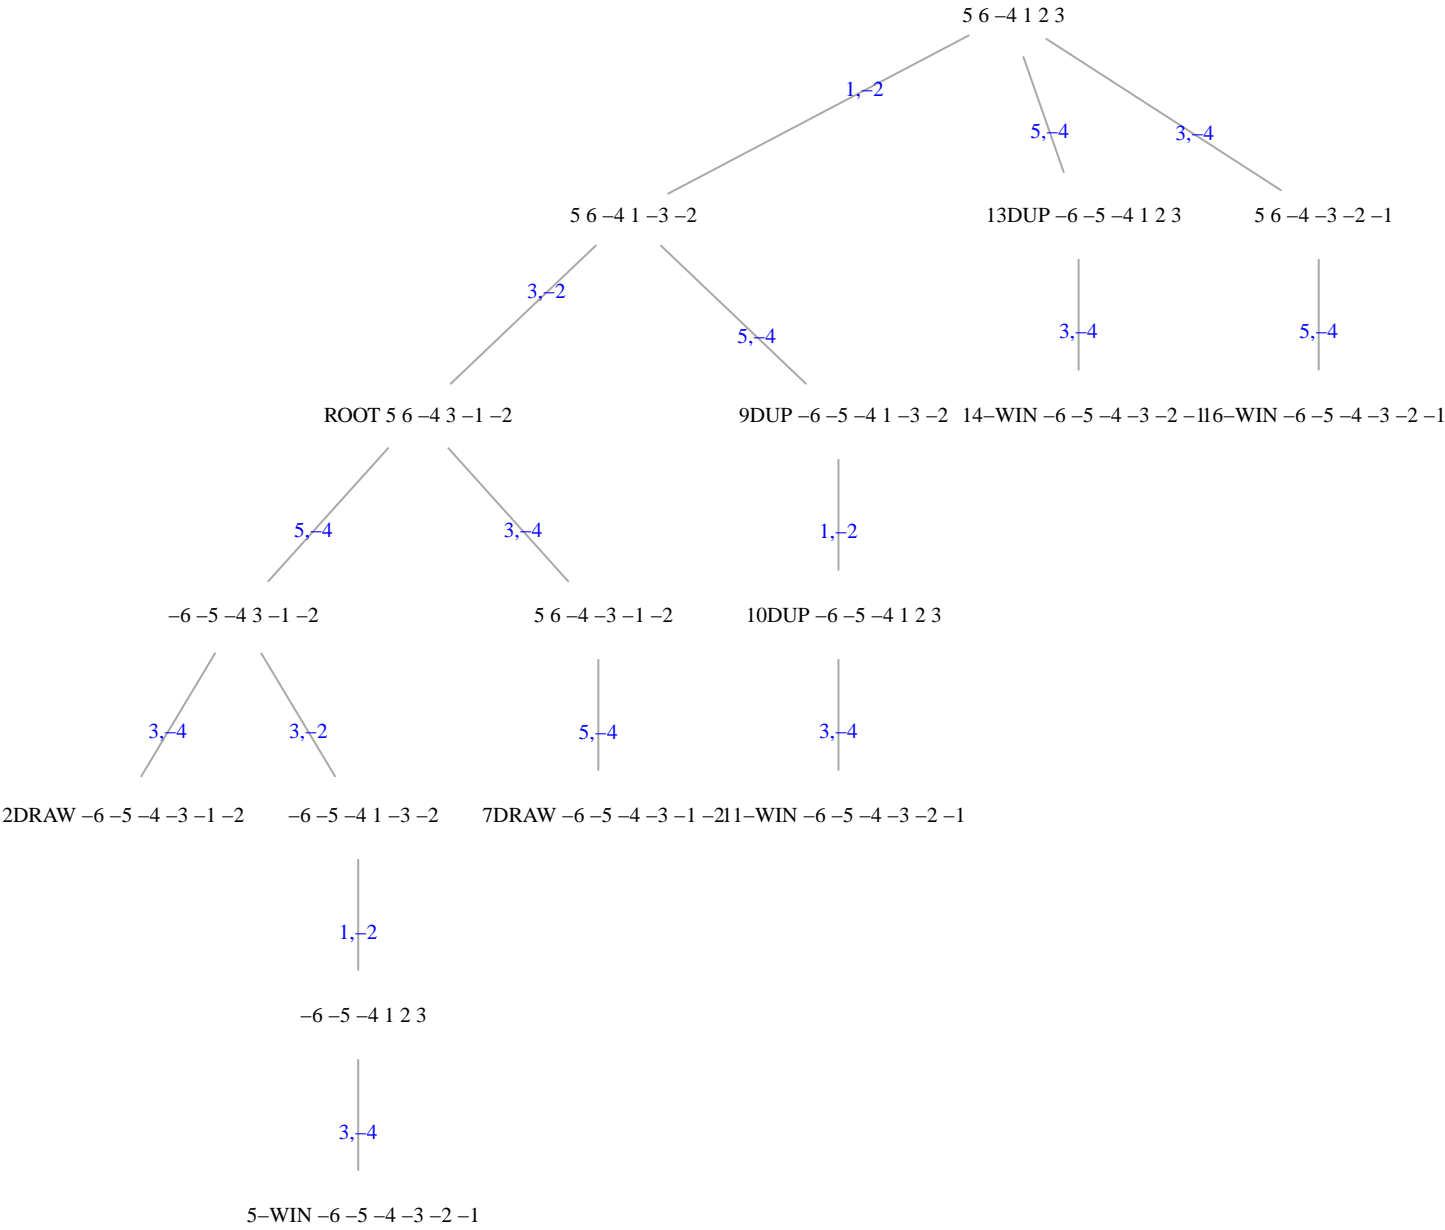 5 6 −4 1 2 3
1,−2
5,−4
3,−4
5 6 −4 1 −3 −2
13DUP −6 −5 −4 1 2 3
5 6 −4 −3 −2 −1
3,−2
5,−4
3,−4
5,−4
ROOT 5 6 −4 3 −1 −2
9DUP −6 −5 −4 1 −3 −2
14−WIN −6 −5 −4 −3 −2 −1
16−WIN −6 −5 −4 −3 −2 −1
5,−4
3,−4
1,−2
−6 −5 −4 3 −1 −2
5 6 −4 −3 −1 −2
10DUP −6 −5 −4 1 2 3
3,−4
3,−2
5,−4
3,−4
2DRAW −6 −5 −4 −3 −1 −2
−6 −5 −4 1 −3 −2
7DRAW −6 −5 −4 −3 −1 −2
11−WIN −6 −5 −4 −3 −2 −1
1,−2
−6 −5 −4 1 2 3
3,−4
5−WIN −6 −5 −4 −3 −2 −1